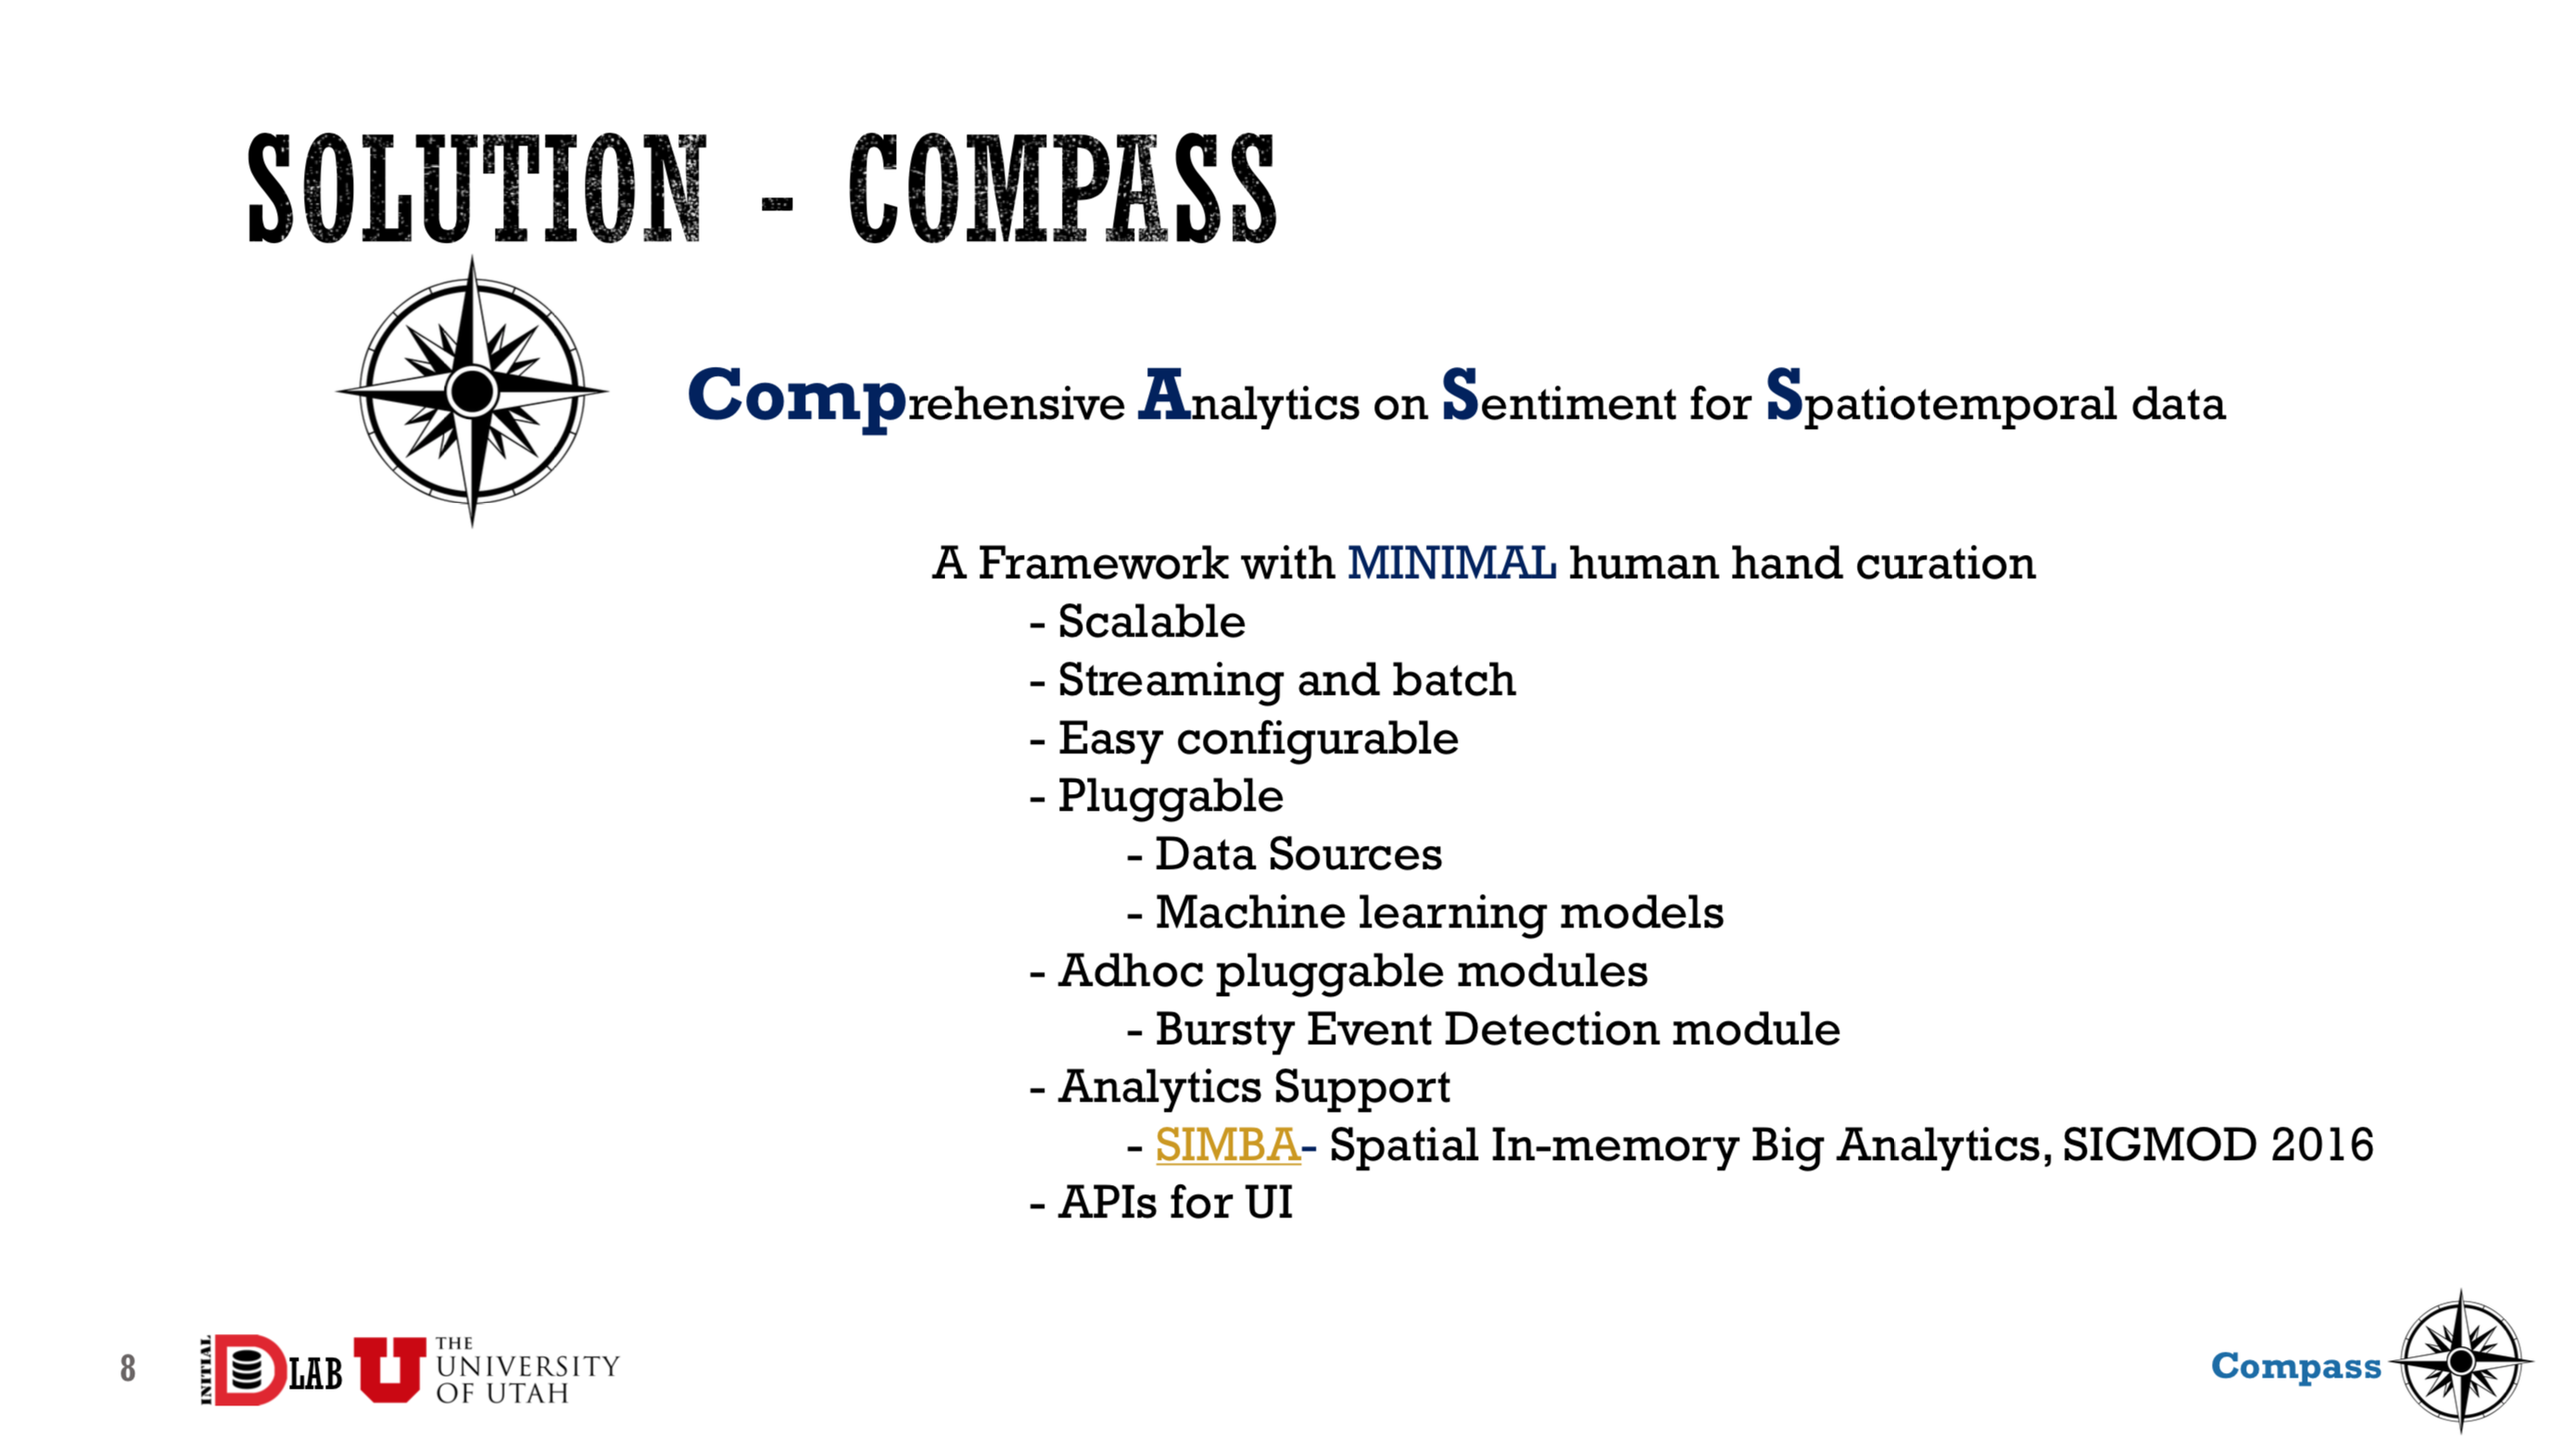 SOLUTION - COMPASS
Comprehensive Analytics on Sentiment for Spatiotemporal data
A Framework with MINIMAL human hand curation
- Scalable
- Streaming and batch
- Easy configurable
- Pluggable
- Data Sources
- Machine learning models
- Adhoc pluggable modules
- Bursty Event Detection module
- Analytics Support
- SIMBA- Spatial In-memory Big Analytics, SIGMOD 2016
- APIs for UI
8
INITIAL D LAB
U THE
UNIVERSITY
OF UTAH
Compass